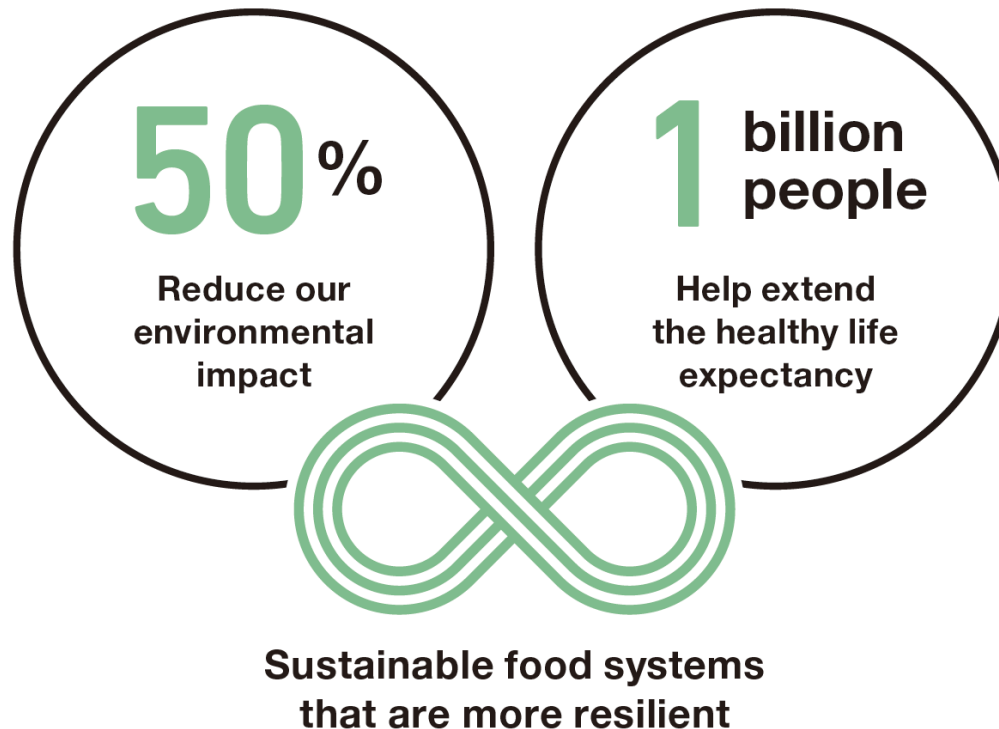 50%
Reduce our
environmental
impact
1 billion
people
Help extend
the healthy life
expectancy
Sustainable food systems
that are more resilient